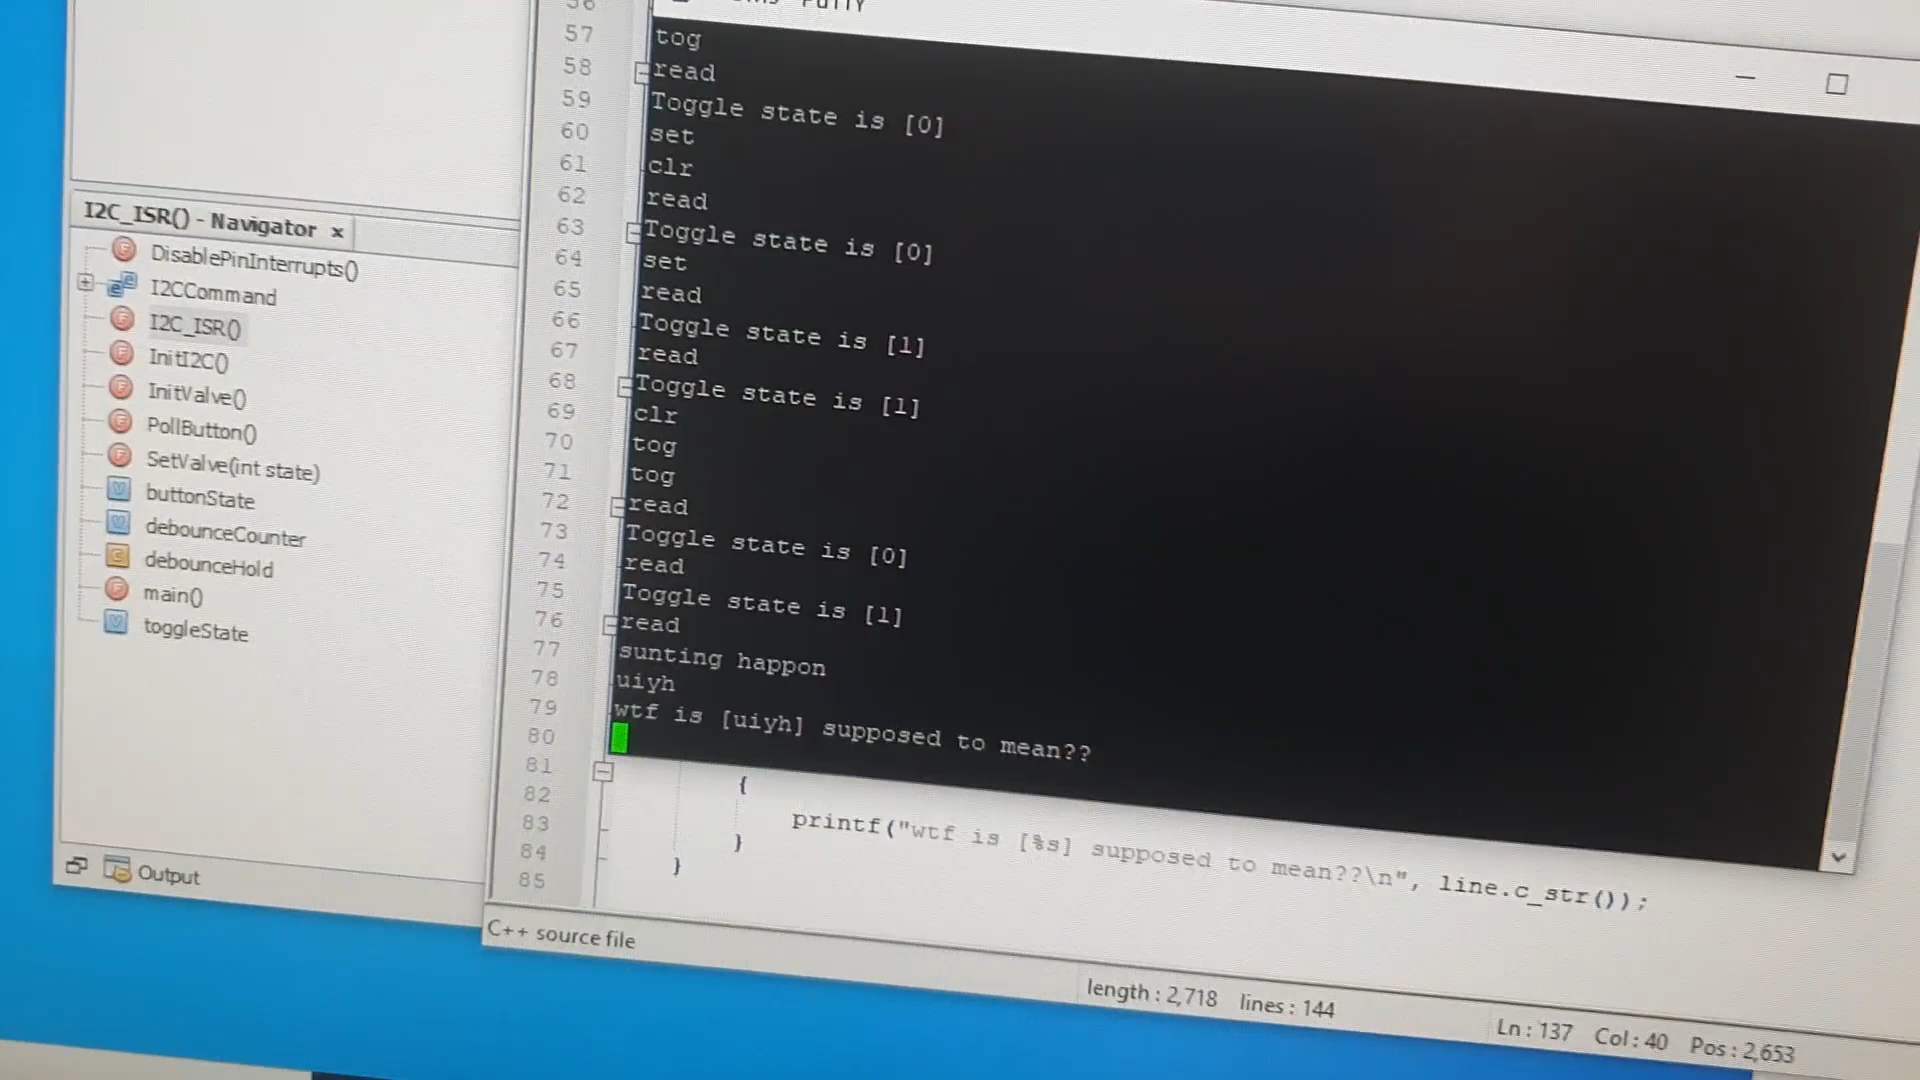 PuTTY
56
57
58
59
60
61
62
63
64
65
66
67
68
69
70
71
72
73
74
75
76
77
78
79
80
81
82
83
84
85
tog
read
Toggle state is [0]
set
clr
read
Toggle state is [0]
set
read
Toggle state is [1]
read
Toggle state is [1]
clr
tog
tog
read
Toggle state is [0]
read
Toggle state is [1]
read
sunting happon
uiyh
wtf is [uiyh] supposed to mean??
{
printf("wtf is [%s] supposed to mean??\n", line.c_str());
}
}
I2C_ISR() - Navigator x
DisablePinInterrupts()
I2CCommand
I2C_ISR()
InitI2C()
InitValve()
PollButton()
SetValve(int state)
buttonState
debounceCounter
debounceHold
main()
toggleState
Output
C++ source file
length : 2,718 lines : 144
Ln : 137 Col : 40 Pos : 2,653